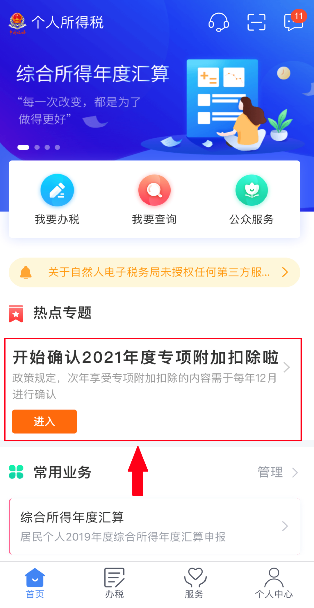 个人所得税
11
综合所得年度汇算
“每一次改变，都是为了
做得更好”
我要办税
我要查询
公众服务
关于自然人电子税务局未授权任何第三方服...
热点专题
开始确认2021年度专项附加扣除啦
政策规定，次年享受专项附加扣除的内容需于每年12月
进行确认
进入
常用业务
管理
综合所得年度汇算
居民个人2019年度综合所得年度汇算申报
首页
办税
服务
个人中心